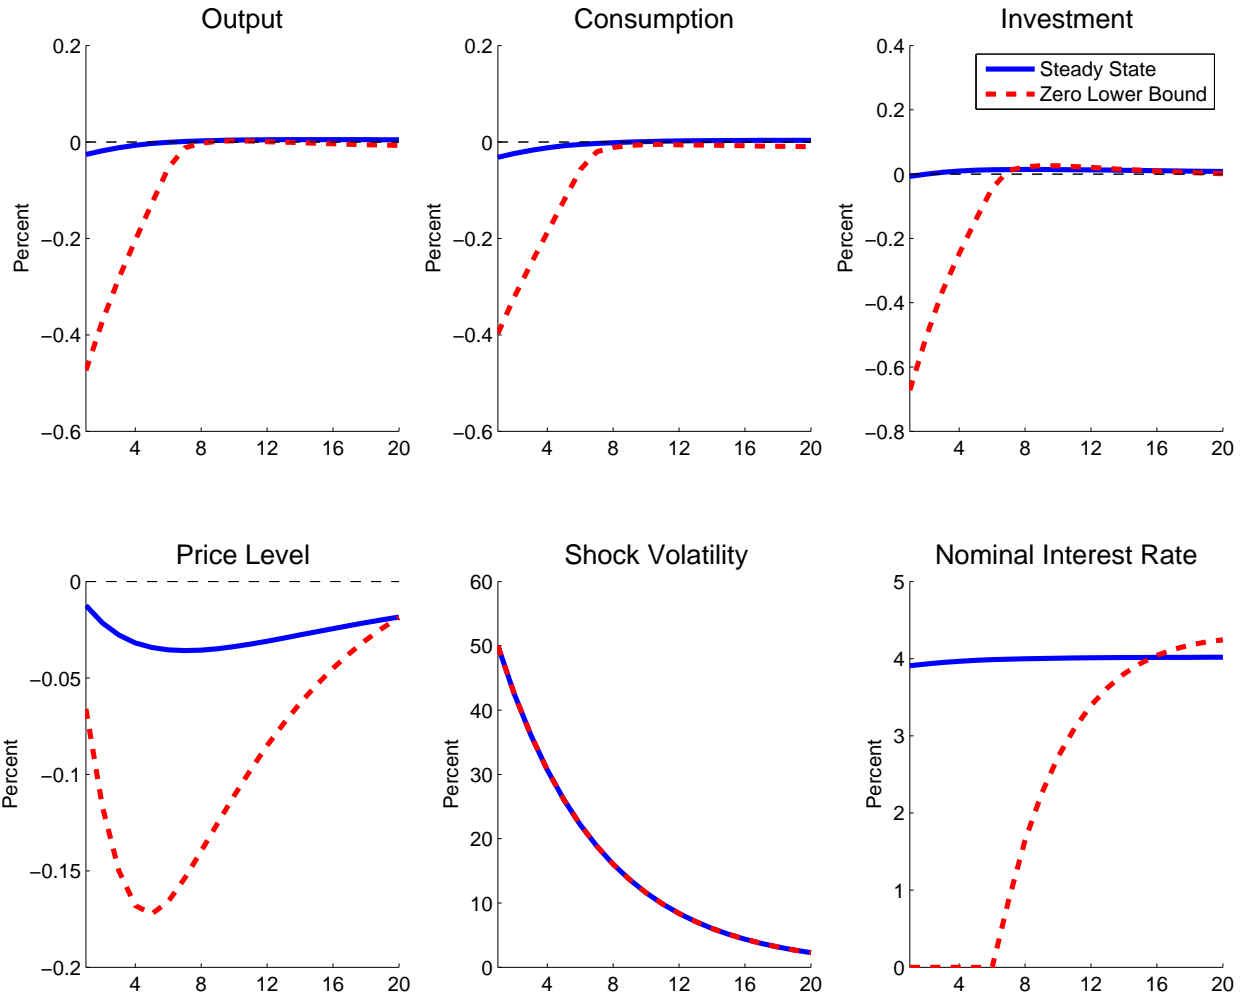 Output
Consumption
Investment
0.2
0
−0.2
−0.4
−0.6
Percent
4 8 12 16 20
0.2
0
−0.2
−0.4
−0.6
Percent
4 8 12 16 20
0.4
0.2
0
−0.2
−0.4
−0.6
−0.8
Percent
4 8 12 16 20
Steady State
Zero Lower Bound
Price Level
Shock Volatility
Nominal Interest Rate
0
−0.05
−0.1
−0.15
−0.2
Percent
4 8 12 16 20
60
50
40
30
20
10
0
Percent
4 8 12 16 20
5
4
3
2
1
0
Percent
4 8 12 16 20